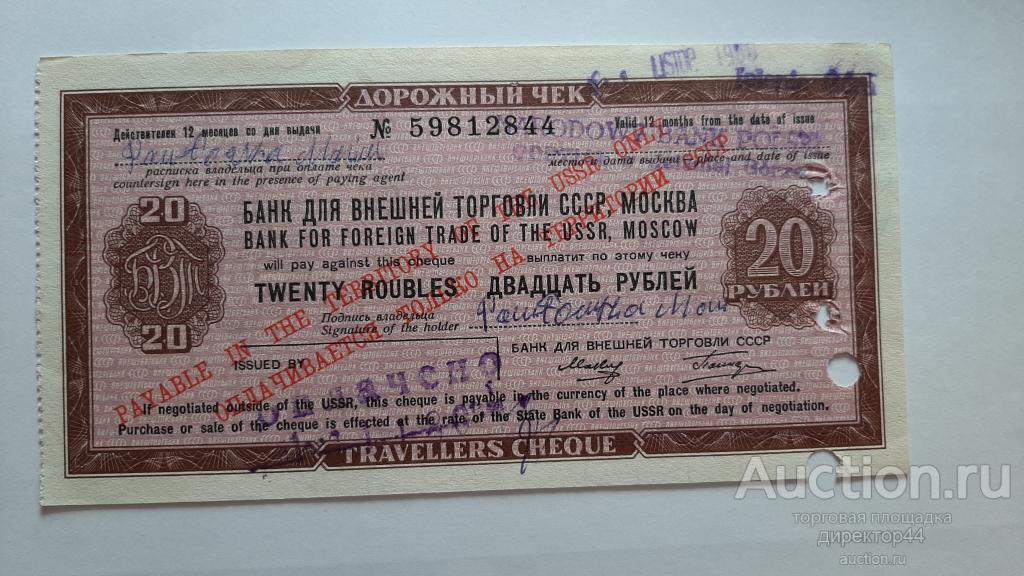 ДОРОЖНЫЙ ЧЕК
Действителен 12 месяцев со дня выдачи
№ 59812844
Valid 12 months from the date of issue
расписка владельца при оплате чека
countersign here in the presence of paying agent
место и дата выдачи place and date of issue
20
БВТ
20
БАНК ДЛЯ ВНЕШНЕЙ ТОРГОВЛИ СССР, МОСКВА
BANK FOR FOREIGN TRADE OF THE USSR, MOSCOW
will pay against this cheque выплатит по этому чеку
TWENTY ROUBLES ДВАДЦАТЬ РУБЛЕЙ
20
РУБЛЕЙ
Подпись владельца
Signature of the holder
PAYABLE IN THE TERRITORY OF THE USSR ONLY
ОПЛАЧИВАЕТСЯ ТОЛЬКО НА ТЕРРИТОРИИ СССР
ISSUED BY
БАНК ДЛЯ ВНЕШНЕЙ ТОРГОВЛИ СССР
If negotiated outside of the USSR, this cheque is payable in the currency of the place where negotiated.
Purchase or sale of the cheque is effected at the rate of the State Bank of the USSR on the day of negotiation.
TRAVELLERS CHEQUE
Auction.ru
торговая площадка
директор44
auction.ru